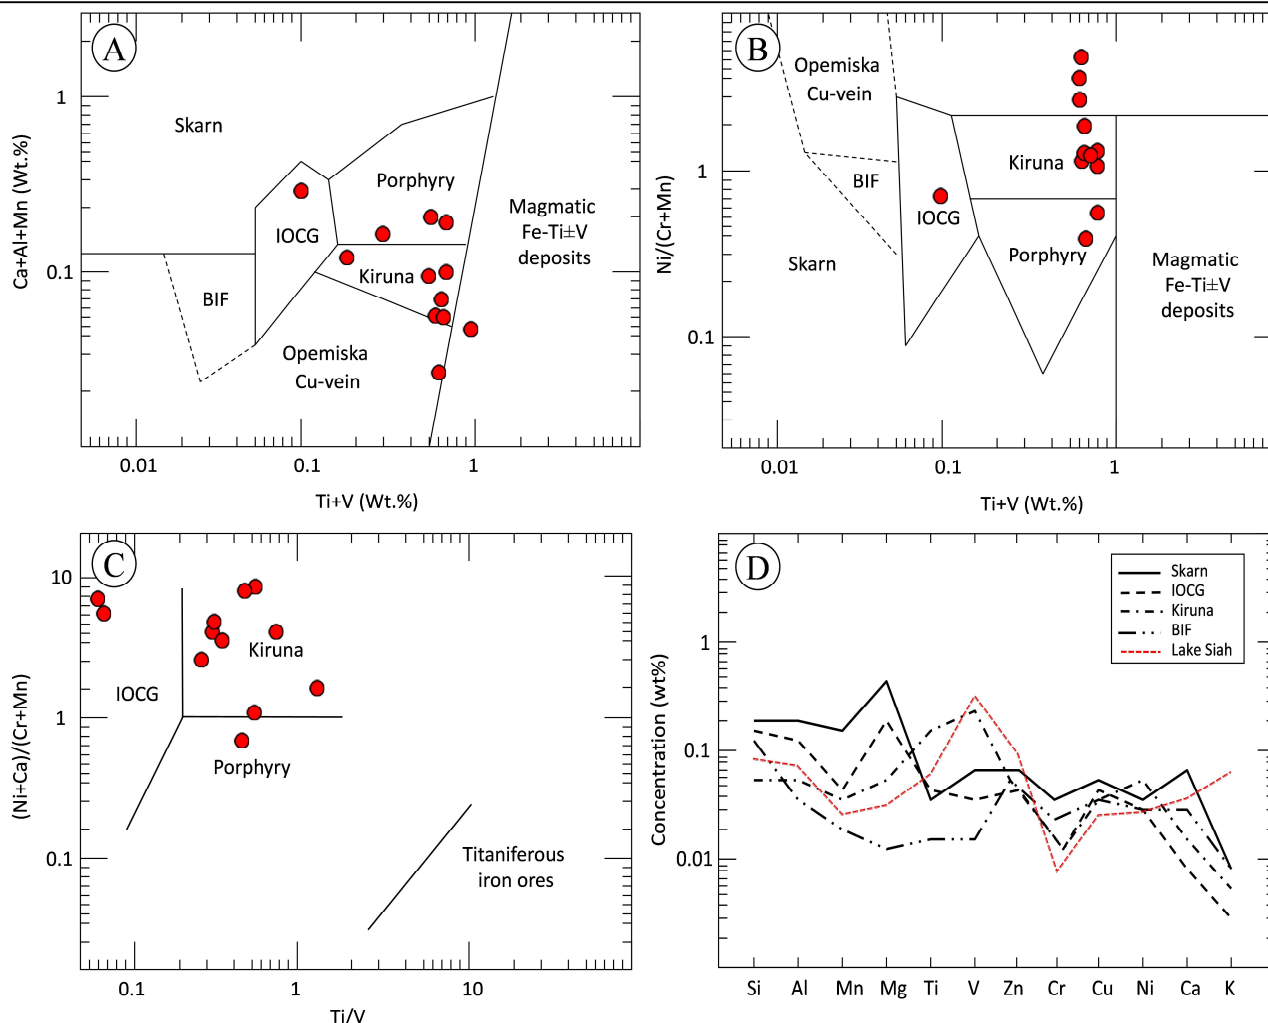 A
Ca+Al+Mn (Wt.%)
1
0.1
Skarn
Porphyry
IOCG
Kiruna
BIF
Magmatic
Fe-Ti±V
deposits
Opemiska
Cu-vein
0.01
0.1
1
Ti+V (Wt.%)
B
Ni/(Cr+Mn)
1
0.1
Opemiska
Cu-vein
BIF
Kiruna
IOCG
Skarn
Porphyry
Magmatic
Fe-Ti±V
deposits
0.01
0.1
1
Ti+V (Wt.%)
C
(Ni+Ca)/(Cr+Mn)
10
1
0.1
IOCG
Kiruna
Porphyry
Titaniferous
iron ores
0.1
1
10
Ti/V
D
Concentration (wt%)
1
0.1
0.01
Skarn
IOCG
Kiruna
BIF
Lake Siah
Si Al Mn Mg Ti V Zn Cr Cu Ni Ca K